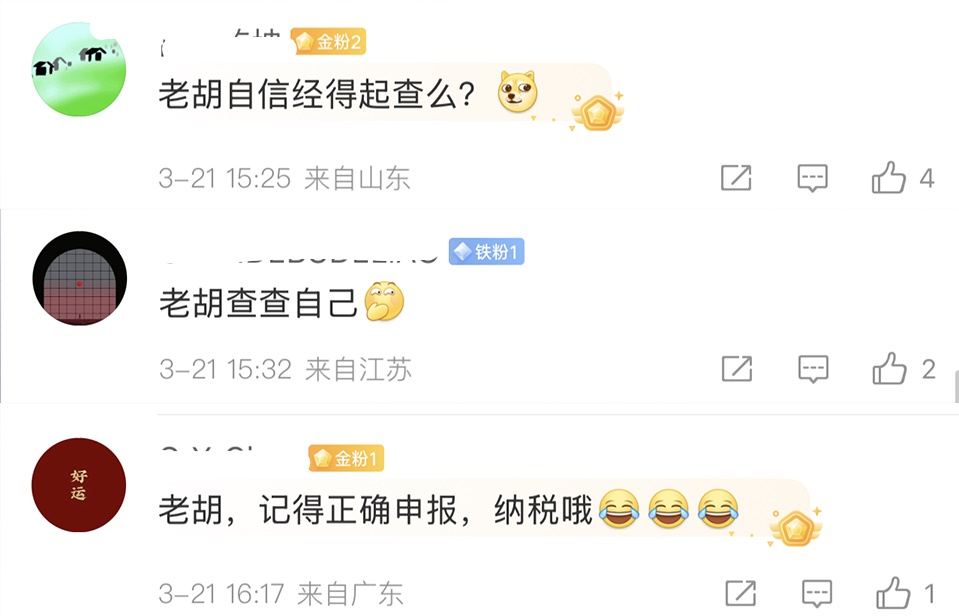 金粉2
老胡自信经得起查么？
3-21 15:25 来自山东
4
铁粉1
老胡查查自己
3-21 15:32 来自江苏
2
好运
金粉1
老胡，记得正确申报，纳税哦
3-21 16:17 来自广东
1